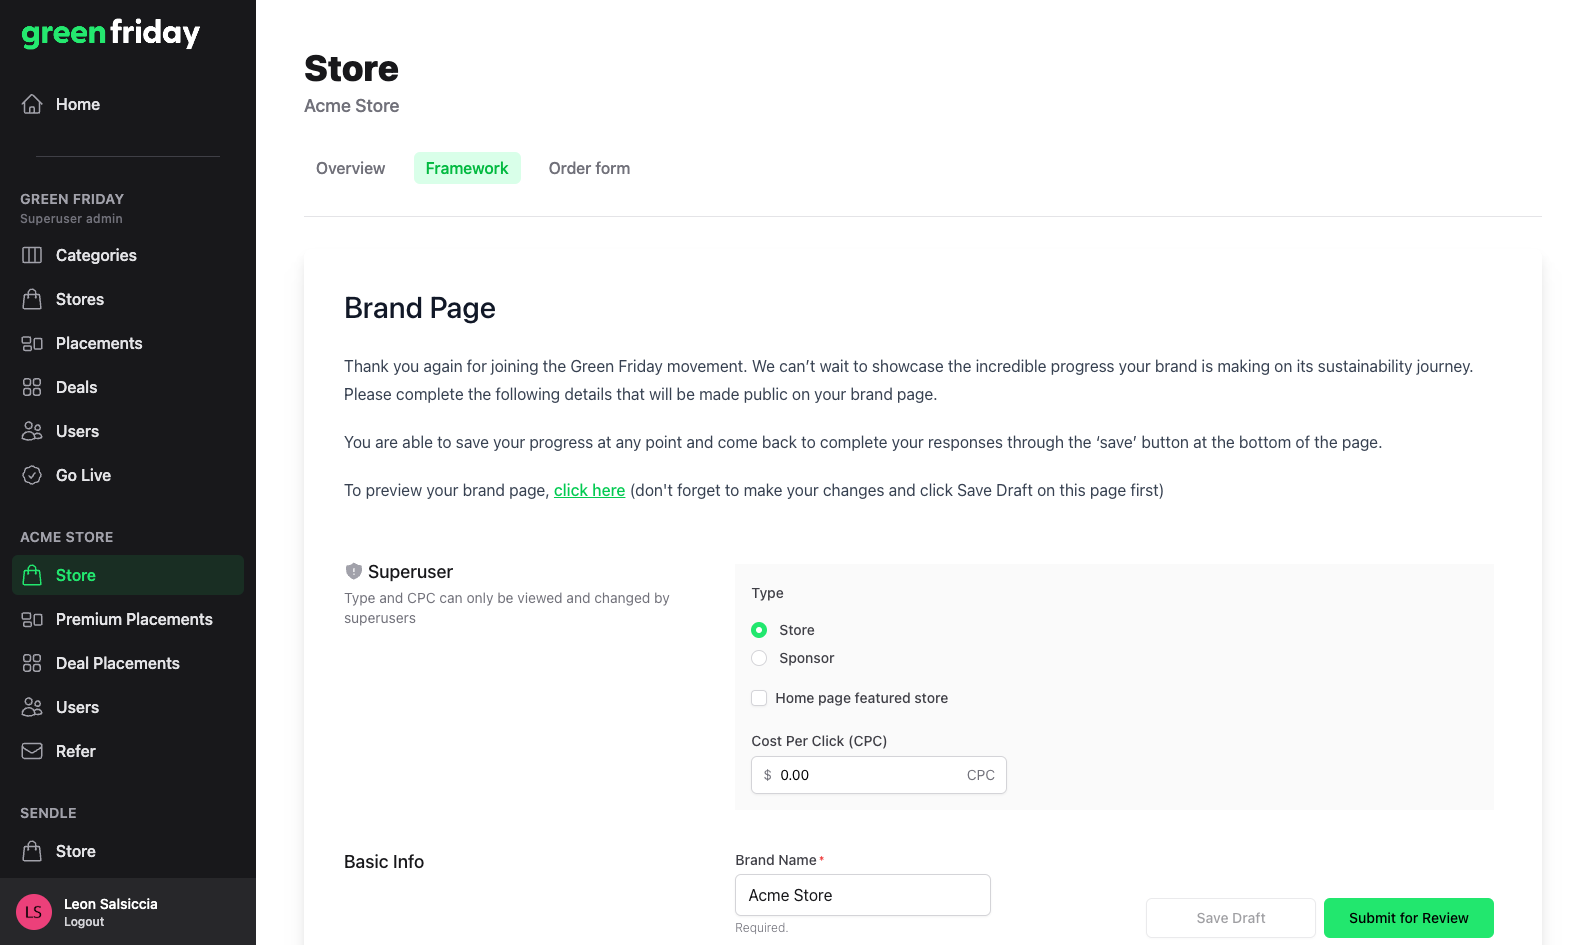 greenfriday
Home
GREEN FRIDAY
Superuser admin
Categories
Stores
Placements
Deals
Users
Go Live
ACME STORE
Store
Premium Placements
Deal Placements
Users
Refer
SENDLE
Store
LS
Leon Salsiccia
Logout
Store
Acme Store
Overview Framework Order form
Brand Page
Thank you again for joining the Green Friday movement. We can’t wait to showcase the incredible progress your brand is making on its sustainability journey.
Please complete the following details that will be made public on your brand page.
You are able to save your progress at any point and come back to complete your responses through the ‘save’ button at the bottom of the page.
To preview your brand page, click here (don't forget to make your changes and click Save Draft on this page first)
Superuser
Type and CPC can only be viewed and changed by
superusers
Type
Store
Sponsor
Home page featured store
Cost Per Click (CPC)
$ 0.00 CPC
Basic Info
Brand Name*
Acme Store
Required.
Save Draft Submit for Review